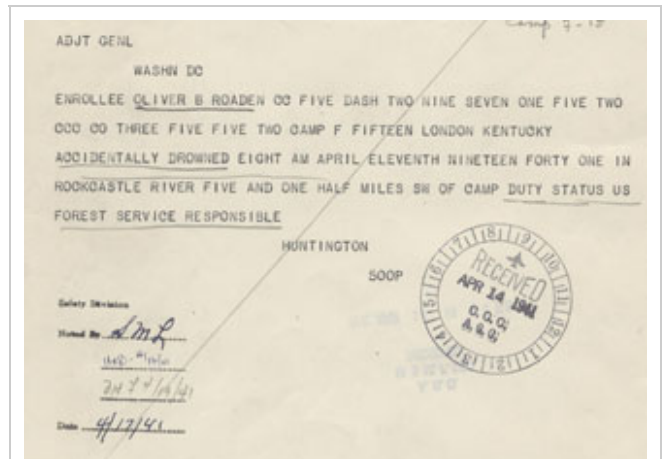 Camp F-15
ADJT GENL
WASHN DC
ENROLLEE OLIVER B ROADEN CC FIVE DASH TWO NINE SEVEN ONE FIVE TWO
CCC CO THREE FIVE FIVE TWO CAMP F FIFTEEN LONDON KENTUCKY
ACCIDENTALLY DROWNED EIGHT AM APRIL ELEVENTH NINETEEN FORTY ONE IN
ROCKCASTLE RIVER FIVE AND ONE HALF MILES SW OF CAMP DUTY STATUS US
FOREST SERVICE RESPONSIBLE
HUNTINGTON
500P
Safety Division
Noted By SML
Date 4/17/41
RECEIVED
APR 14 1941
C.C.C.
A.G.O.